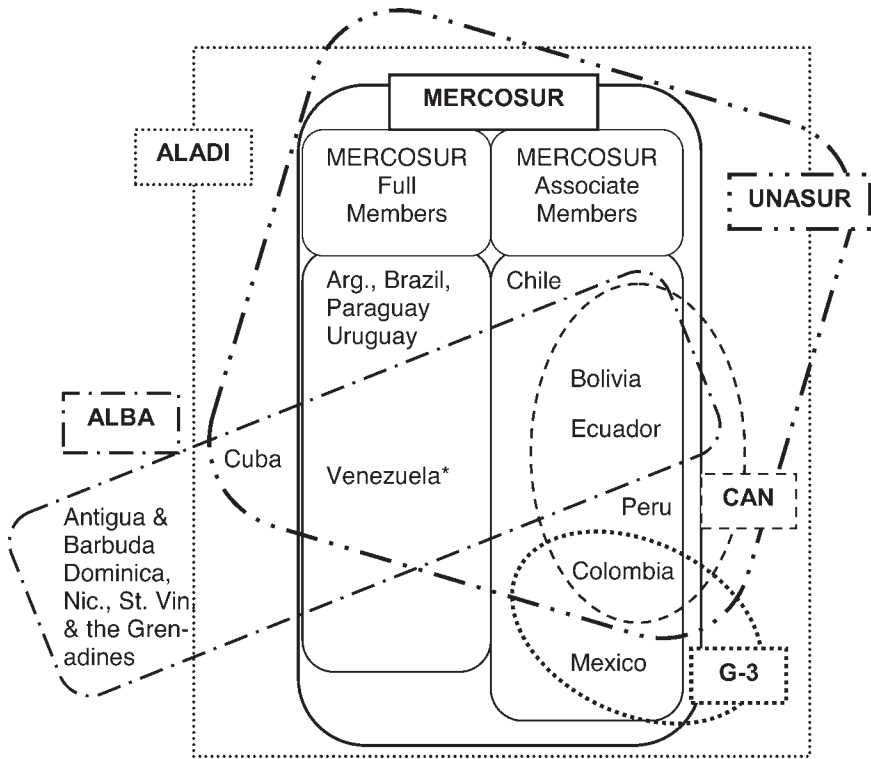 MERCOSUR
ALADI
MERCOSUR
Full
Members
MERCOSUR
Associate
Members
UNASUR
Arg., Brazil,
Paraguay
Uruguay
Chile
Bolivia
ALBA
Ecuador
Cuba
Venezuela*
Peru
CAN
Antigua &
Barbuda
Dominica,
Nic., St. Vin
& the Gren-
adines
Colombia
Mexico
G-3